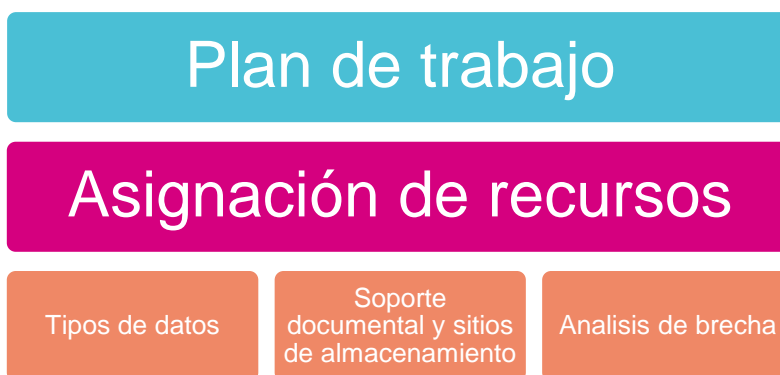 Plan de trabajo
Asignación de recursos
Tipos de datos
Soporte
documental y sitios
de almacenamiento
Analisis de brecha